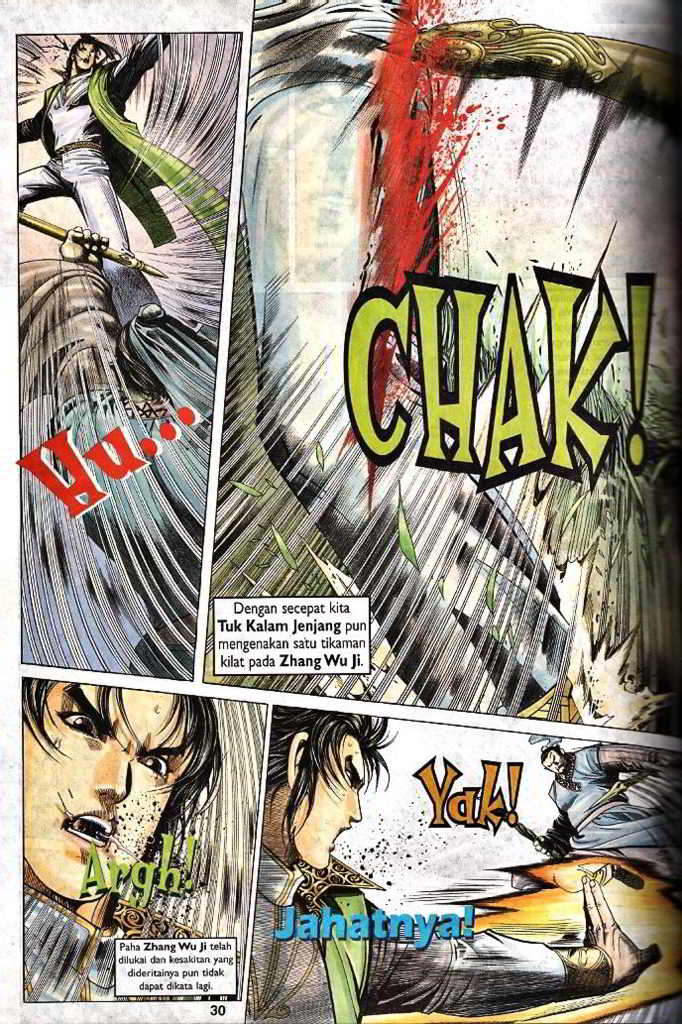 Hu...
CHAK!
Dengan secepat kita
Tuk Kalam Jenjang pun
mengenakan satu tikaman
kilat pada Zhang Wu Ji.
Argh!
Paha Zhang Wu Ji telah
dilukai dan kesakitan yang
dideritainya pun tidak
dapat dikata lagi.
Yak!
Jahatnya!
30